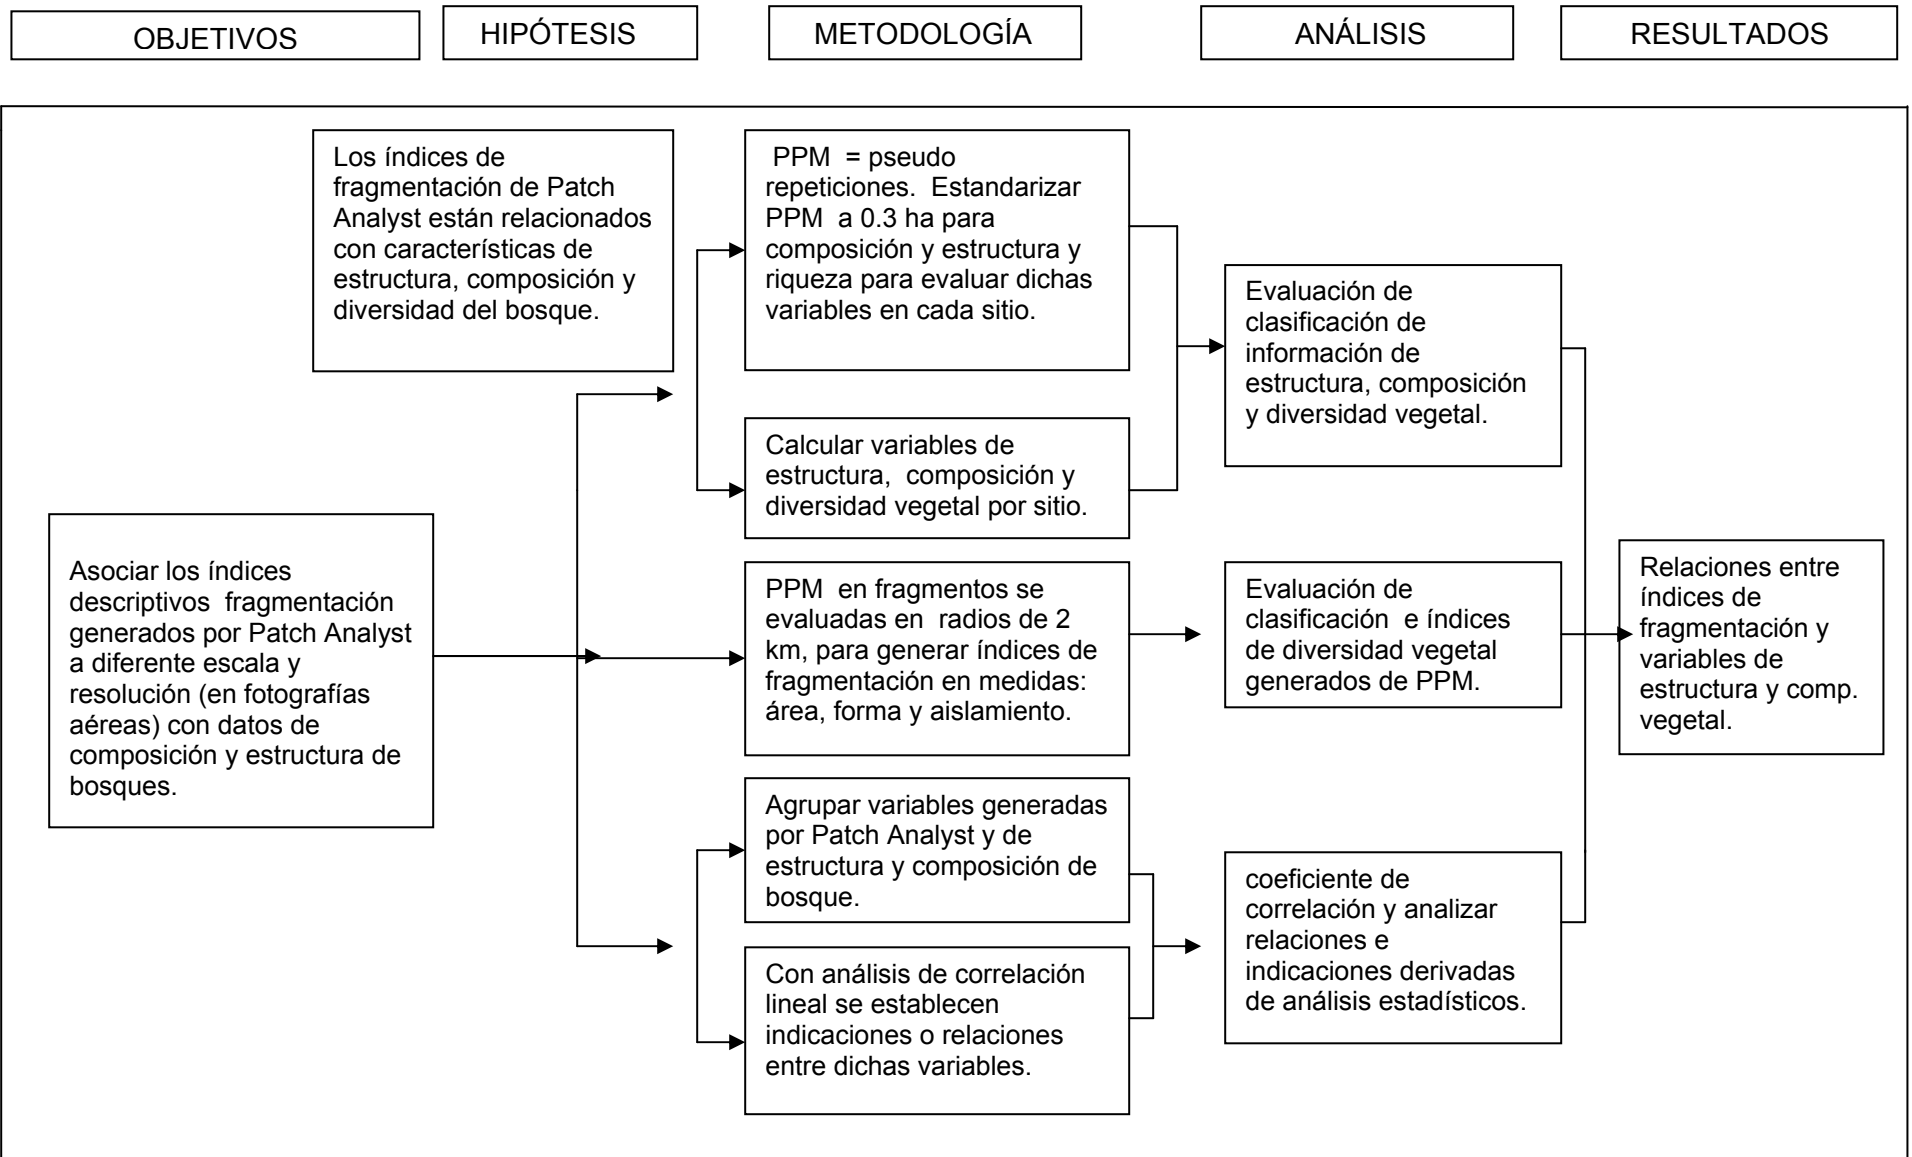 OBJETIVOS
HIPÓTESIS
METODOLOGÍA
ANÁLISIS
RESULTADOS
Asociar los índices
descriptivos fragmentación
generados por Patch Analyst
a diferente escala y
resolución (en fotografías
aéreas) con datos de
composición y estructura de
bosques.
Los índices de
fragmentación de Patch
Analyst están relacionados
con características de
estructura, composición y
diversidad del bosque.
PPM = pseudo
repeticiones. Estandarizar
PPM a 0.3 ha para
composición y estructura y
riqueza para evaluar dichas
variables en cada sitio.
Calcular variables de
estructura, composición y
diversidad vegetal por sitio.
PPM en fragmentos se
evaluadas en radios de 2
km, para generar índices de
fragmentación en medidas:
área, forma y aislamiento.
Agrupar variables generadas
por Patch Analyst y de
estructura y composición de
bosque.
Con análisis de correlación
lineal se establecen
indicaciones o relaciones
entre dichas variables.
Evaluación de
clasificación de
información de
estructura, composición
y diversidad vegetal.
Evaluación de
clasificación e índices
de diversidad vegetal
generados de PPM.
coeficiente de
correlación y analizar
relaciones e
indicaciones derivadas
de análisis estadísticos.
Relaciones entre
índices de
fragmentación y
variables de
estructura y comp.
vegetal.